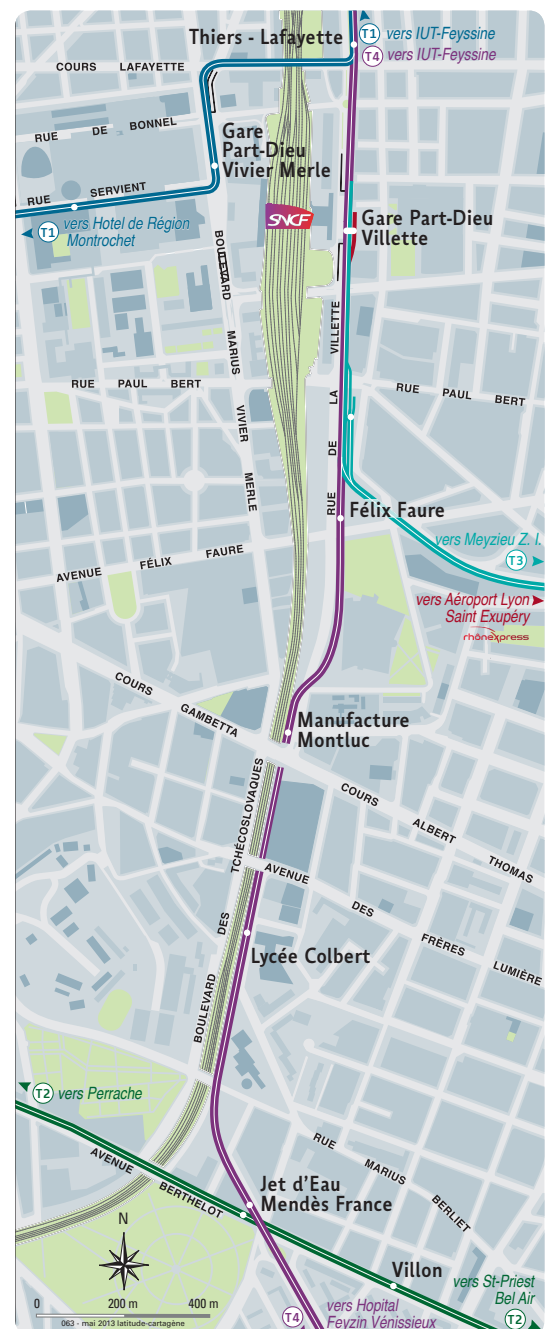 Thiers - Lafayette
T1 vers IUT-Feyssine
T4 vers IUT-Feyssine
COURS LAFAYETTE
RUE DE BONNEL
Gare
Part-Dieu
Vivier Merle
RUE SERVIENT
SNCF
Gare Part-Dieu
Villette
T1 vers Hotel de Région
Montrochet
BOULEVARD MARIUS VIVIER MERLE
RUE DE LA VILLETTE
RUE PAUL BERT
RUE PAUL BERT
Félix Faure
vers Meyzieu Z. I.
T3
AVENUE FÉLIX FAURE
vers Aéroport Lyon
Saint Exupéry
rhônexpress
COURS GAMBETTA
Manufacture
Montluc
COURS ALBERT THOMAS
BOULEVARD DES TCHÉCOSLOVAQUES
AVENUE DES FRÈRES LUMIÈRE
Lycée Colbert
T2 vers Perrache
RUE MARIUS BERLIET
AVENUE BERTHELOT
Jet d'Eau
Mendès France
N
Villon
vers St-Priest
Bel Air
T2
0 200 m 400 m
063 - mai 2013 latitude-cartagène
T4 vers Hopital
Feyzin Vénissieux